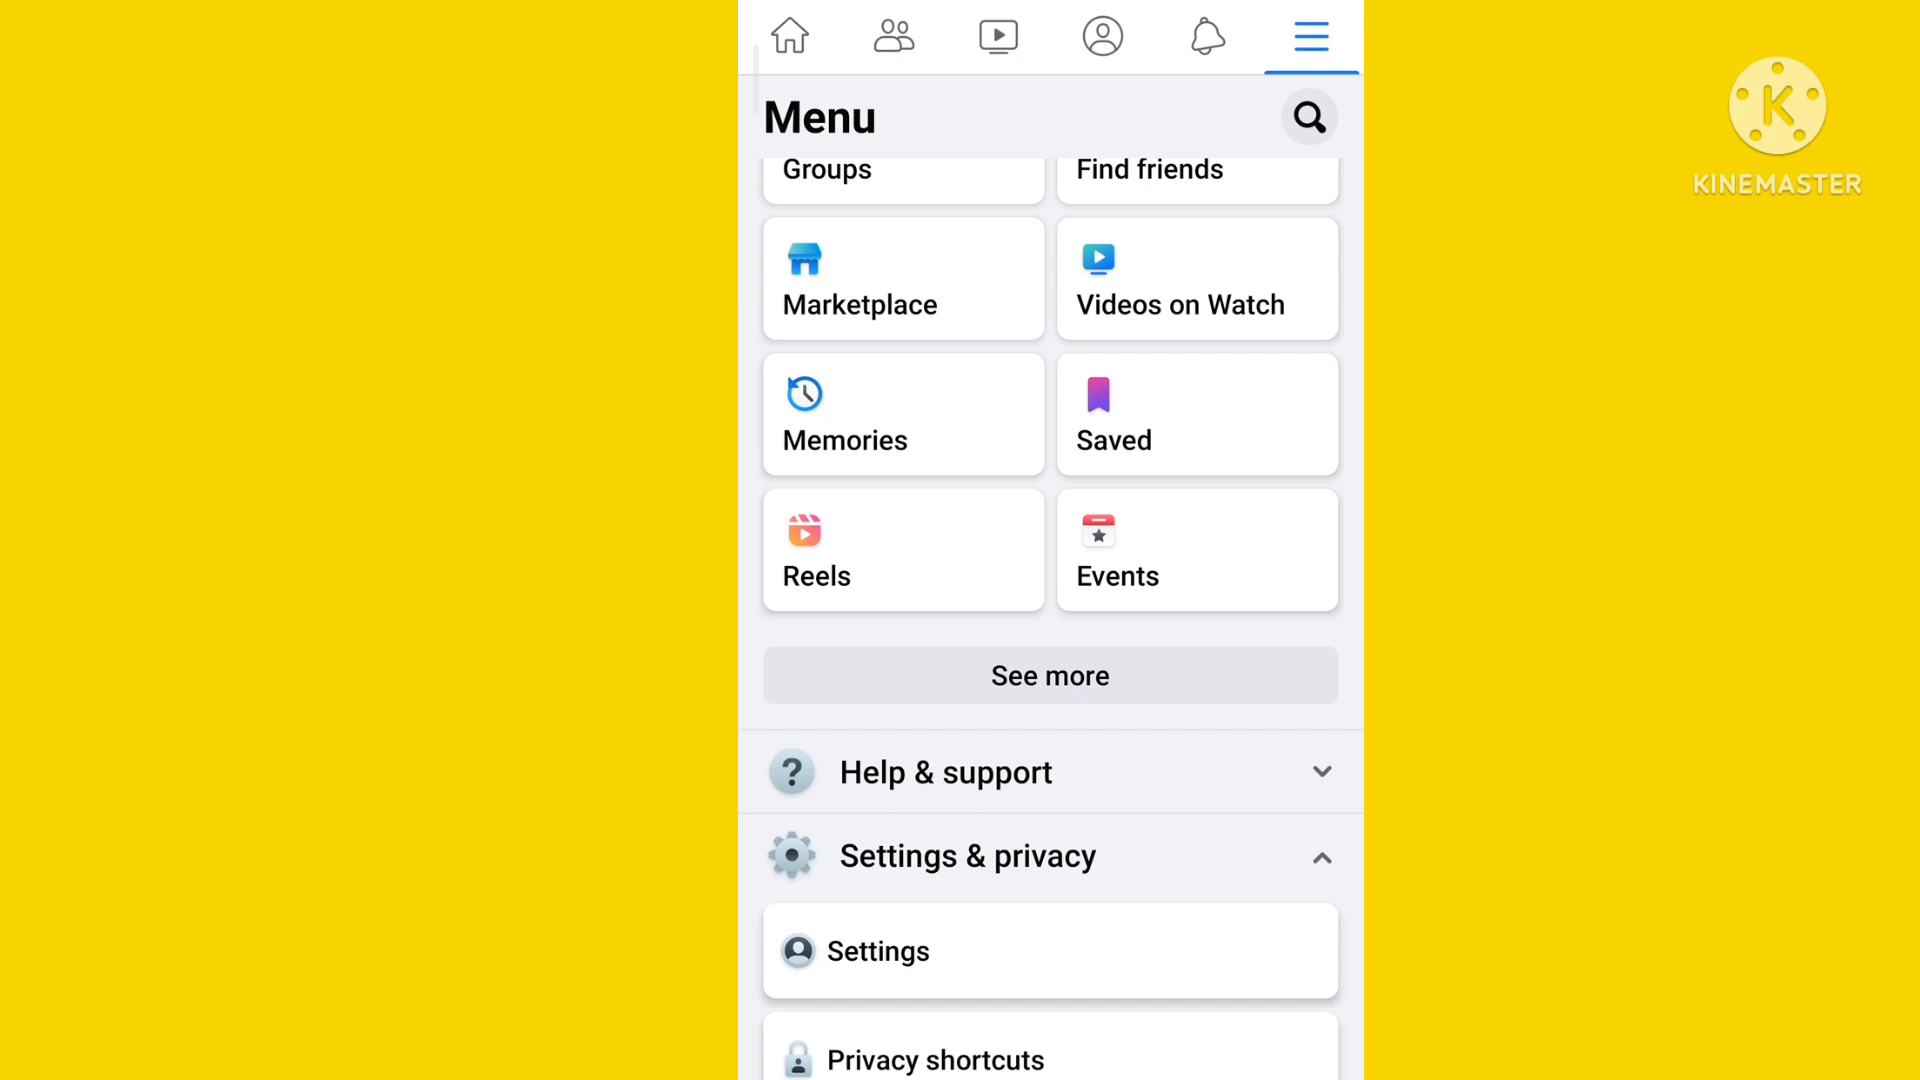 K
KINEMASTER
Menu
Groups
Find friends
Marketplace
Videos on Watch
Memories
Saved
Reels
Events
See more
? Help & support
Settings & privacy
Settings
Privacy shortcuts